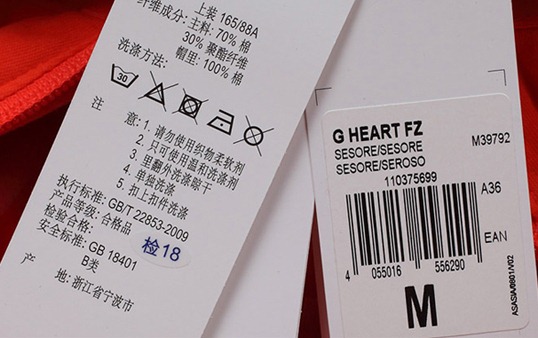 上装 165/88A
纤维成分: 主料: 70% 棉
30% 聚酯纤维
帽里: 100% 棉
洗涤方法:
30
注 意: 1. 请勿使用织物柔软剂
2. 只可使用温和洗涤剂
3. 里翻外洗涤晾干
4. 单独洗涤
5. 扣上扣件洗涤
执行标准: GB/T 22853-2009
产品等级: 合格品
检验合格:
检18
安全标准: GB 18401
B类
产 地: 浙江省宁波市
G HEART FZ
M39792
SESORE/SESORE
SESORE/SEROSO
110375699
A36
EAN
4 055016 556290
M
ASASIA/6601/V02